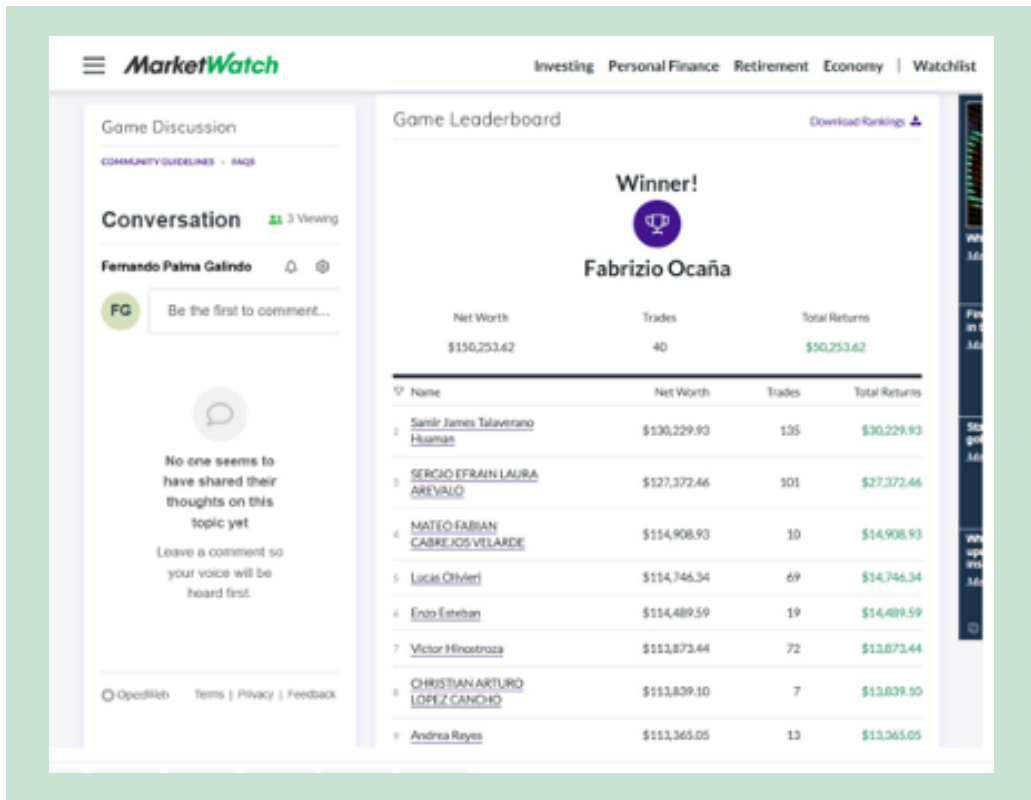 MarketWatch
Investing Personal Finance Retirement Economy | Watchlist
Game Discussion
COMMUNITY GUIDELINES • FAQS
Conversation 3 Viewing
Fernando Palma Galindo
FG Be the first to comment...
No one seems to
have shared their
thoughts on this
topic yet
Leave a comment so
your voice will be
heard first.
OpenWeb Terms | Privacy | Feedback
Game Leaderboard Download Rankings
Winner!
Fabrizio Ocaña
Net Worth Trades Total Returns
$150,253.62 40 $50,253.62
Name Net Worth Trades Total Returns
2 Samir James Talaverano
Huaman $130,229.93 135 $30,229.93
3 SERGIO EFRAIN LAURA
AREVALO $127,372.46 101 $27,372.46
4 MATEO FABIAN
CABREJOS VELARDE $114,908.93 10 $14,908.93
5 Lucas Olivieri $114,746.34 69 $14,746.34
6 Enzo Esteban $114,489.59 19 $14,489.59
7 Victor Hinostroza $113,873.44 72 $13,873.44
8 CHRISTIAN ARTURO
LOPEZ CANCHO $113,839.10 7 $13,839.10
9 Andrea Reyes $113,365.05 13 $13,365.05